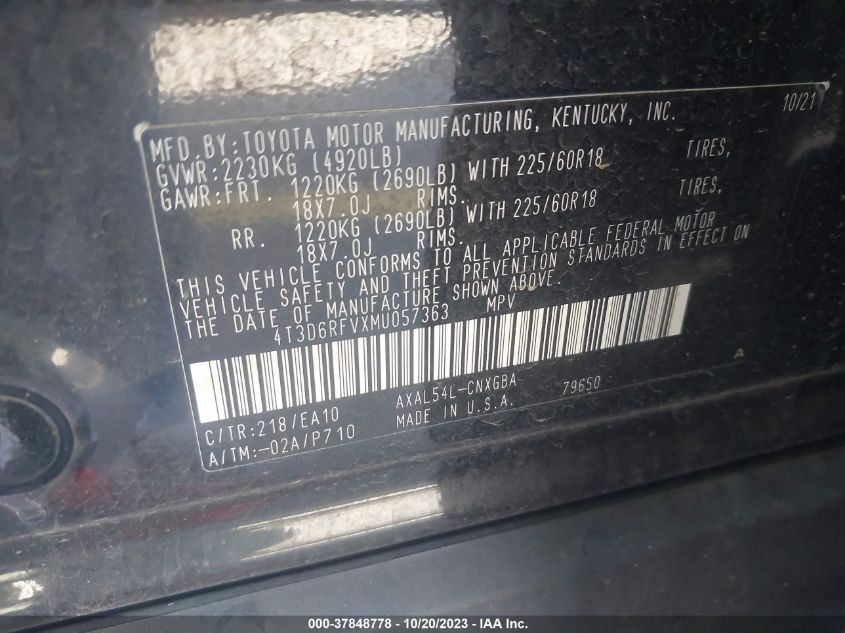 10/21
MFD.BY:TOYOTA MOTOR MANUFACTURING, KENTUCKY, INC.
GVWR:2230KG (4920LB)
GAWR:FRT. 1220KG (2690LB) WITH 225/60R18 TIRES,
18X7.0J RIMS.
RR. 1220KG (2690LB) WITH 225/60R18 TIRES,
18X7.0J RIMS.
THIS VEHICLE CONFORMS TO ALL APPLICABLE FEDERAL MOTOR
VEHICLE SAFETY AND THEFT PREVENTION STANDARDS IN EFFECT ON
THE DATE OF MANUFACTURE SHOWN ABOVE.
4T3D6RFVXMU057363 MPV
C/TR:218/EA10 AXAL54L-CNXGBA 79650 A
A/TM:-02A/P710 MADE IN U.S.A.
000-37848778 - 10/20/2023 - Copyright © IAA Inc.